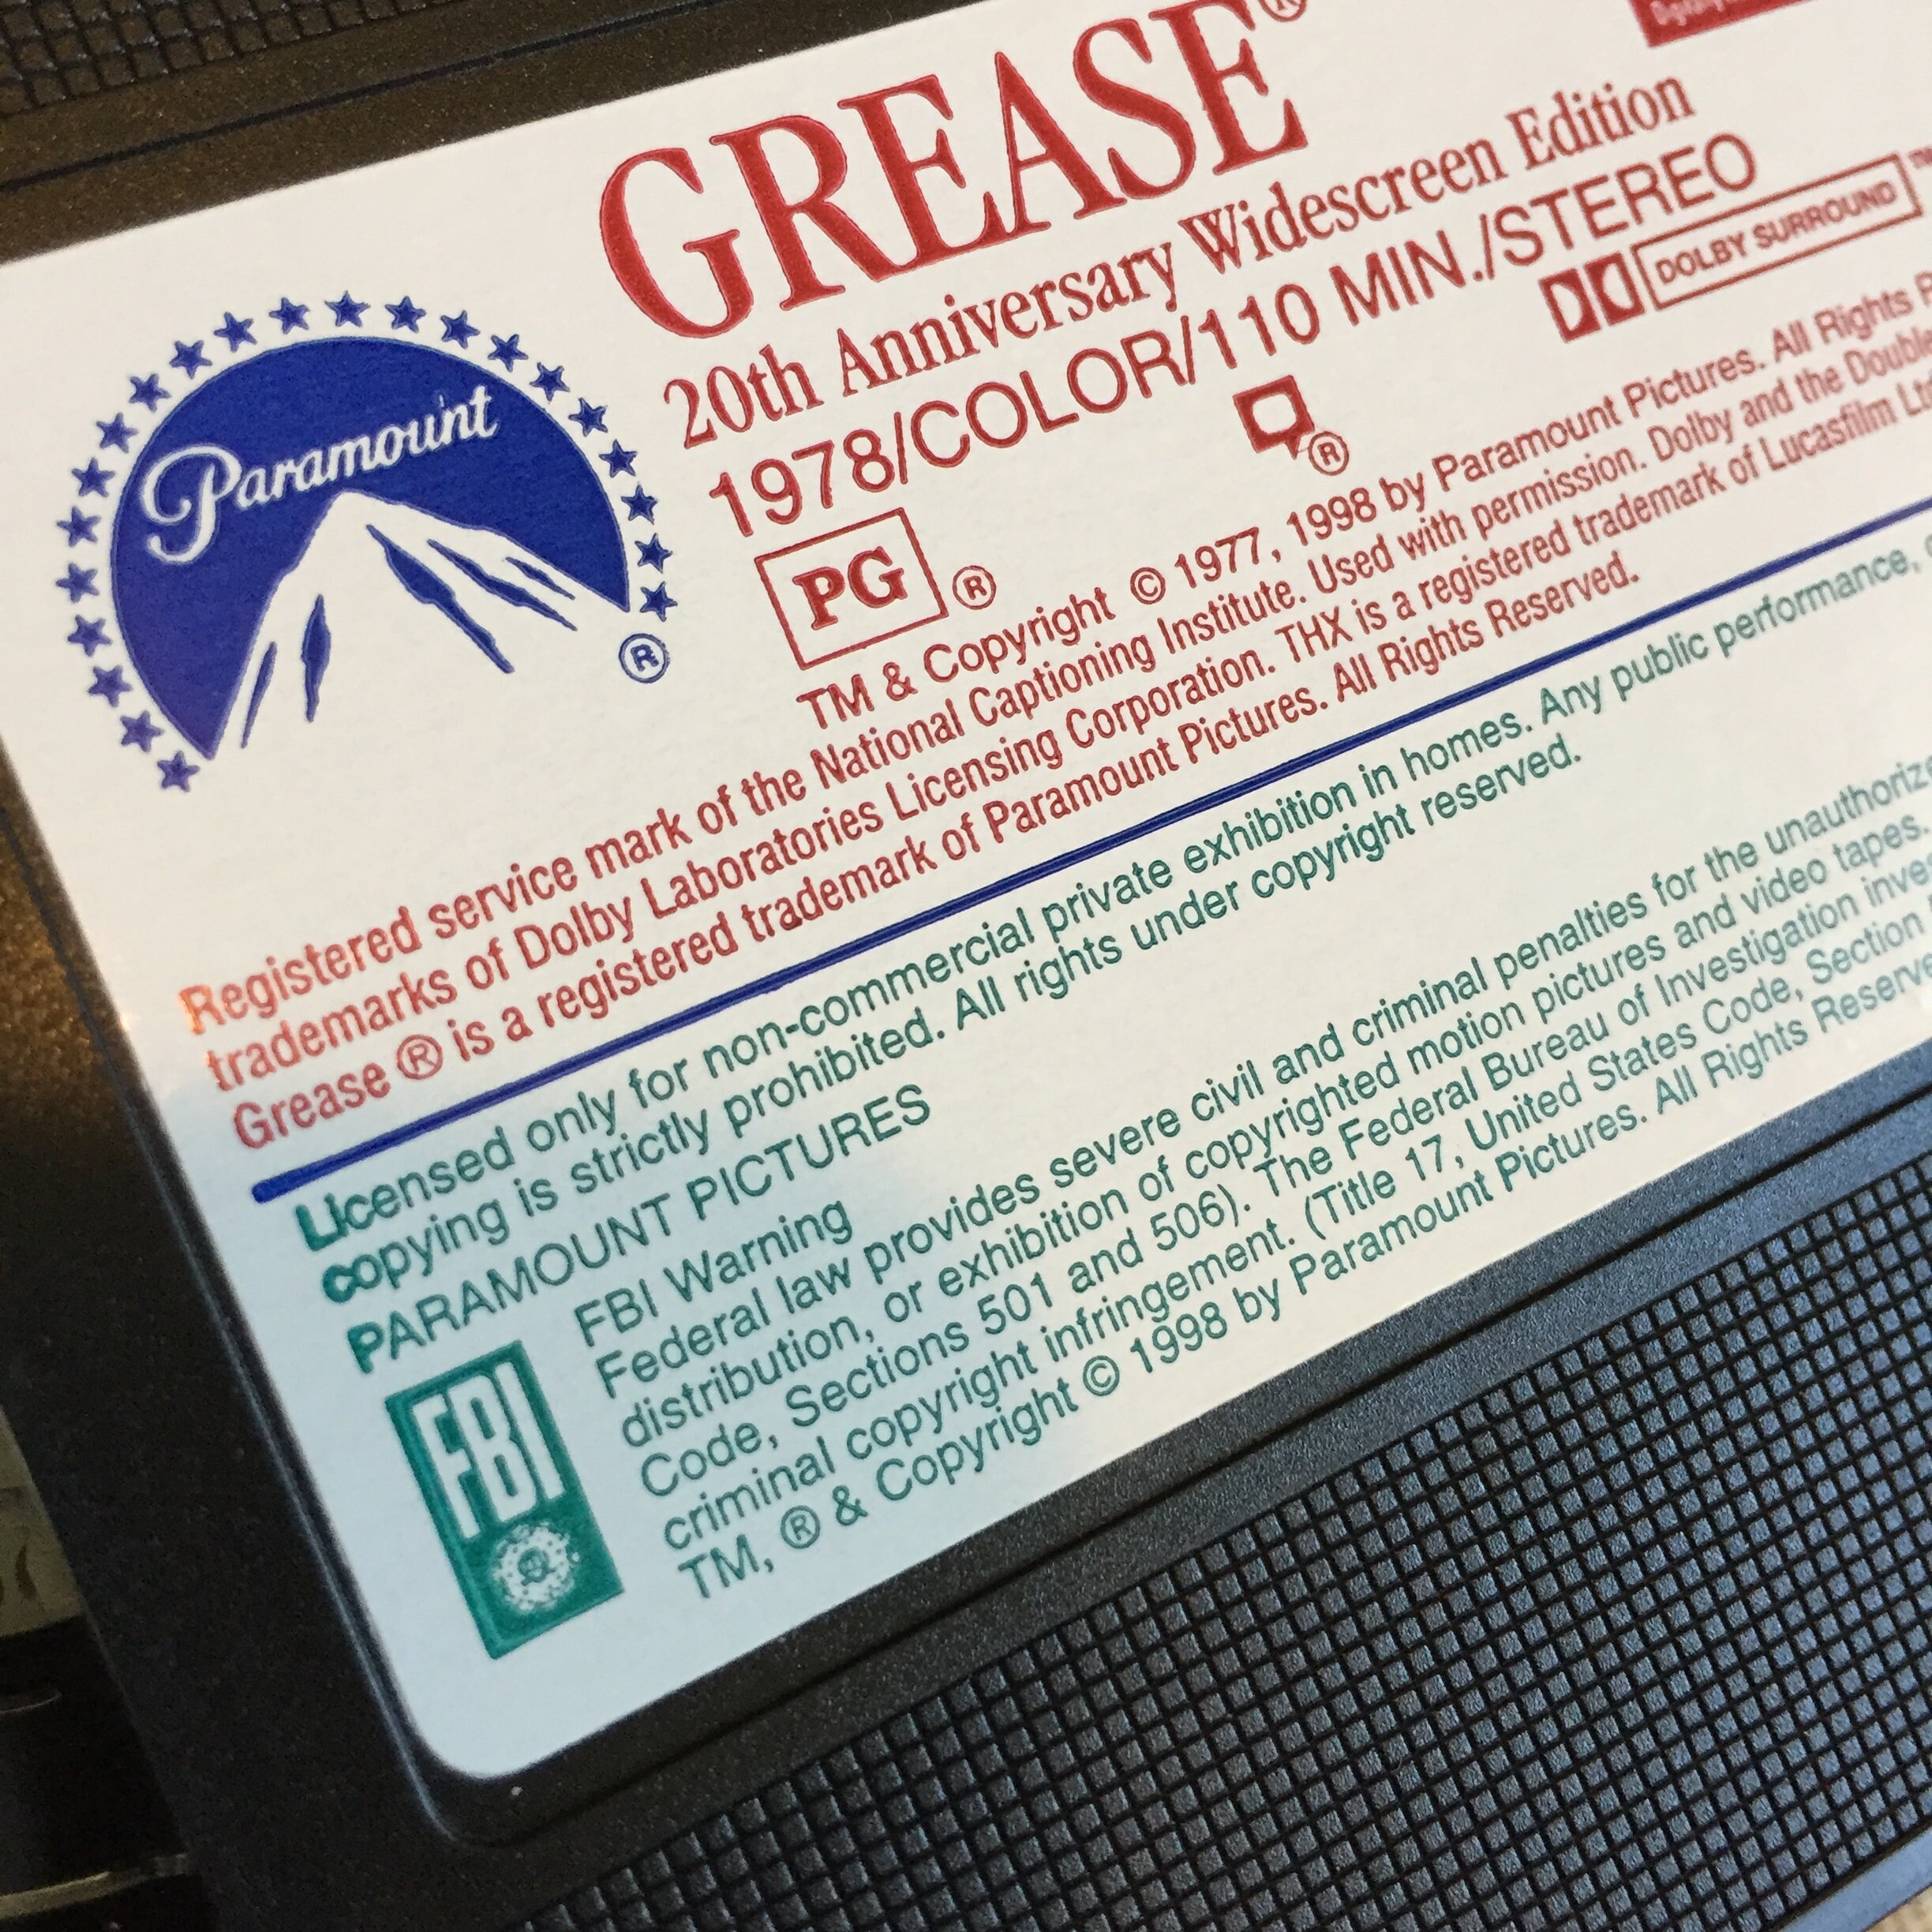 GREASE®
20th Anniversary Widescreen Edition
1978/COLOR/110 MIN./STEREO
Paramount
®
DOLBY SURROUND
TM
®
PG ®
TM & Copyright © 1977, 1998 by Paramount Pictures. All Rights
Registered service mark of the National Captioning Institute. Used with permission. Dolby and the Double
trademarks of Dolby Laboratories Licensing Corporation. THX is a registered trademark of Lucasfilm Ltd
Grease ® is a registered trademark of Paramount Pictures. All Rights Reserved.
Licensed only for non-commercial private exhibition in homes. Any public performance,
copying is strictly prohibited. All rights under copyright reserved.
PARAMOUNT PICTURES
FBI
FBI Warning
Federal law provides severe civil and criminal penalties for the unauthorize
distribution, or exhibition of copyrighted motion pictures and video tapes.
Code, Sections 501 and 506). The Federal Bureau of Investigation inve
criminal copyright infringement. (Title 17, United States Code, Section
TM, ® & Copyright © 1998 by Paramount Pictures. All Rights Reserve